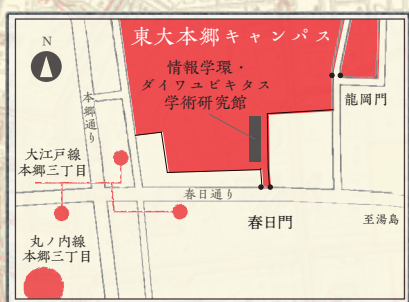 東大本郷キャンパス
N
情報学環・
ダイワユビキタス
学術研究館
本郷通り
龍岡門
大江戸線
本郷三丁目
春日通り
春日門
至湯島
丸ノ内線
本郷三丁目